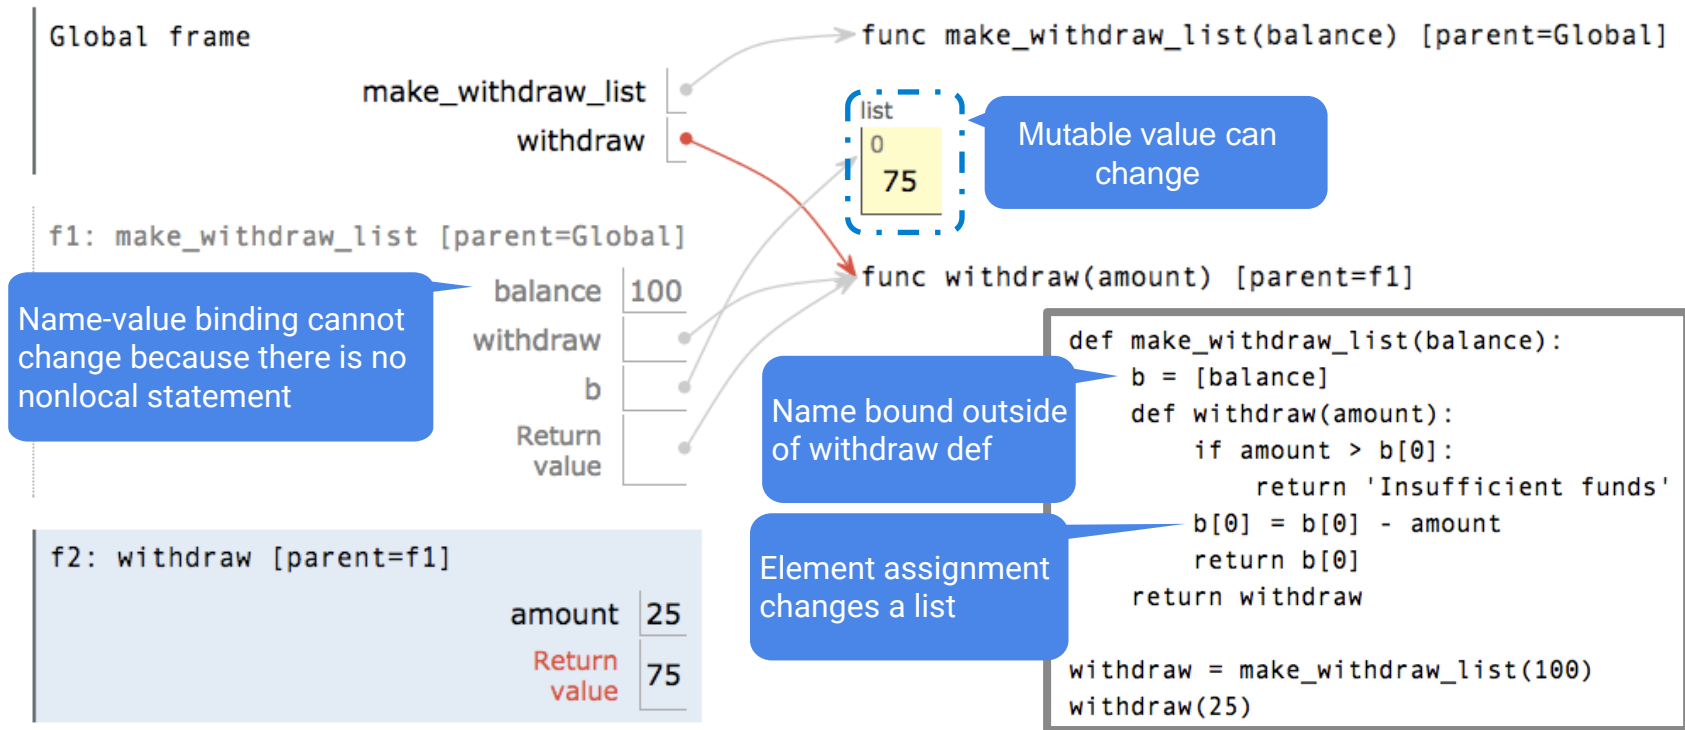 Global frame
make_withdraw_list
withdraw
func make_withdraw_list(balance) [parent=Global]
list
0
75
Mutable value can
change
f1: make_withdraw_list [parent=Global]
balance 100
withdraw
b
Return
value
func withdraw(amount) [parent=f1]
Name-value binding cannot
change because there is no
nonlocal statement
f2: withdraw [parent=f1]
amount 25
Return
value 75
Name bound outside
of withdraw def
Element assignment
changes a list
def make_withdraw_list(balance):
    b = [balance]
    def withdraw(amount):
        if amount > b[0]:
            return 'Insufficient funds'
        b[0] = b[0] - amount
        return b[0]
    return withdraw
withdraw = make_withdraw_list(100)
withdraw(25)